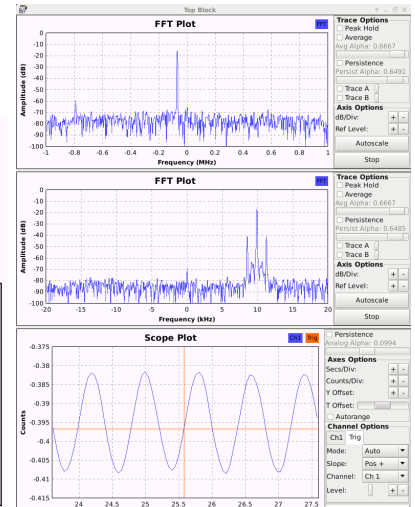 Top Block
FFT Plot
FFT
Amplitude (dB)
0
-10
-20
-30
-40
-50
-60
-70
-80
-90
-100
-1 -0.8 -0.6 -0.4 -0.2 0 0.2 0.4 0.6 0.8 1
Frequency (MHz)
Trace Options
Peak Hold
Average
Avg Alpha: 0.6667
Persistence
Persist Alpha: 0.6491
Trace A
Trace B
Axis Options
dB/Div: + -
Ref Level: + -
Autoscale
Stop
FFT Plot
FFT
Amplitude (dB)
0
-10
-20
-30
-40
-50
-60
-70
-80
-90
-100
-20 -15 -10 -5 0 5 10 15 20
Frequency (kHz)
Trace Options
Peak Hold
Average
Avg Alpha: 0.6667
Persistence
Persist Alpha: 0.6485
Trace A
Trace B
Axis Options
dB/Div: + -
Ref Level: + -
Autoscale
Stop
Scope Plot
Ch1 Trig
Counts
-0.375
-0.38
-0.385
-0.39
-0.395
-0.4
-0.405
-0.41
-0.415
24 24.5 25 25.5 26 26.5 27 27.5
Persistence
Analog Alpha: 0.0994
Axes Options
Secs/Div: + -
Counts/Div: + -
Y Offset: + -
T Offset:
Autorange
Channel Options
Ch1 Trig
Mode: Auto
Slope: Pos +
Channel: Ch 1
Level: + -